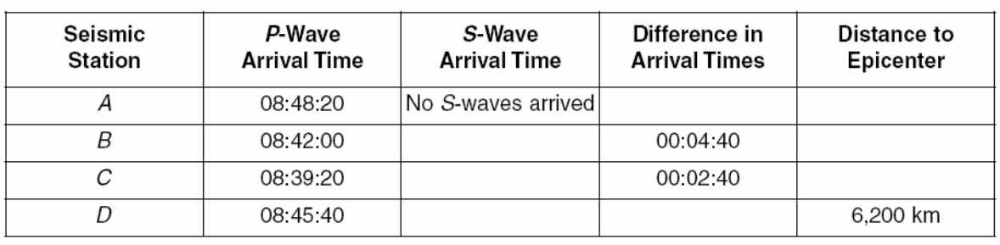 Seismic Station P-Wave Arrival Time S-Wave Arrival Time Difference in Arrival Times Distance to Epicenter
A 08:48:20 No S-waves arrived
B 08:42:00 00:04:40
C 08:39:20 00:02:40
D 08:45:40 6,200 km